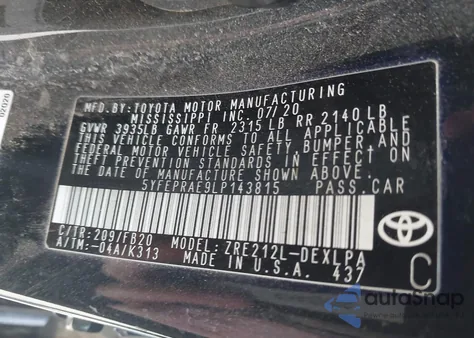 MFD.BY:TOYOTA MOTOR MANUFACTURING
MISSISSIPPI INC. 07/20
GVWR 3935LB GAWR FR 2315 LB RR 2140 LB
THIS VEHICLE CONFORMS TO ALL APPLICABLE
FEDERAL MOTOR VEHICLE SAFETY, BUMPER, AND
THEFT PREVENTION STANDARDS IN EFFECT ON
THE DATE OF MANUFACTURE SHOWN ABOVE.
5YFEPRAE9LP143815 PASS.CAR
C/TR:209/FB20 MODEL: ZRE212L-DEXLPA
A/TM:-04A/K313 MADE IN U.S.A. 437
C
autosnap